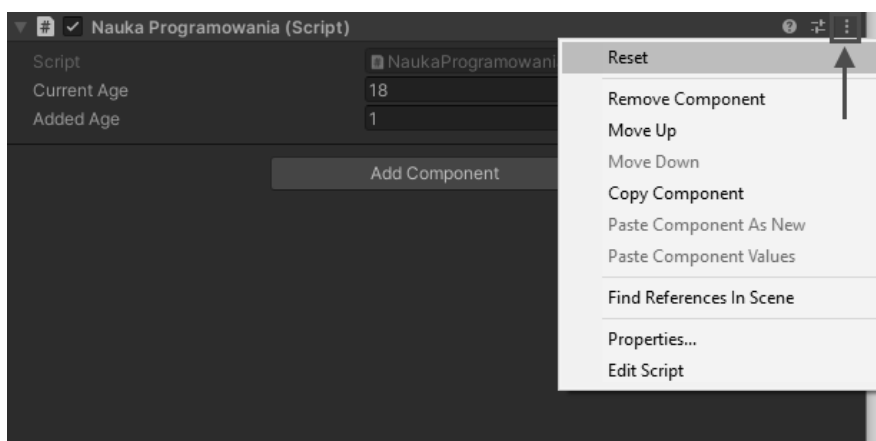 Nauka Programowania (Script)
Script NaukaProgramowani
Current Age 18
Added Age 1
Add Component
Reset
Remove Component
Move Up
Move Down
Copy Component
Paste Component As New
Paste Component Values
Find References In Scene
Properties...
Edit Script